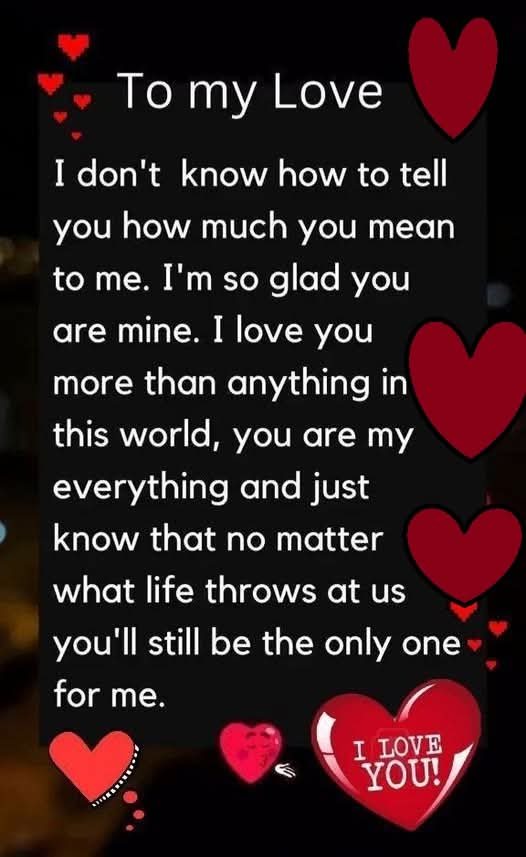 To my Love
I don't know how to tell
you how much you mean
to me. I'm so glad you
are mine. I love you
more than anything in
this world, you are my
everything and just
know that no matter
what life throws at us
you'll still be the only one
for me.
I LOVE
YOU!